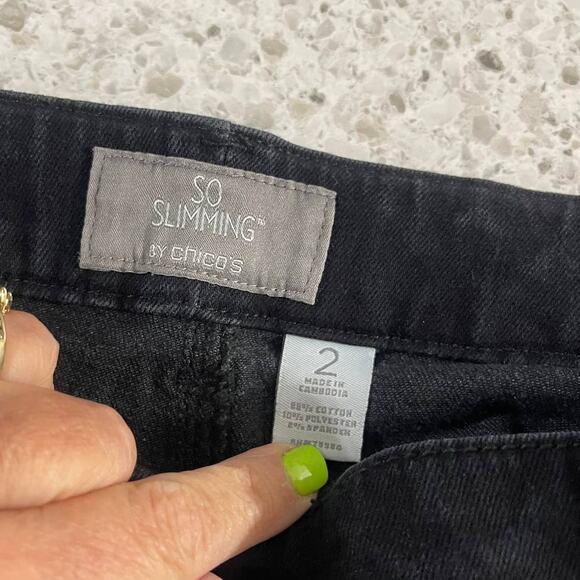 SO
SLIMMING™
BY chico's
2
MADE IN
CAMBODIA
88% COTTON
10% POLYESTER
2% SPANDEX